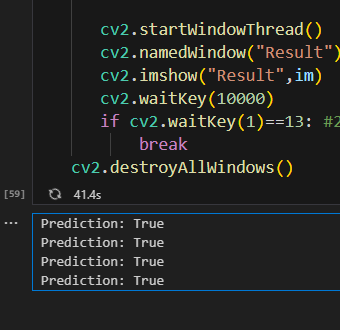 cv2.startWindowThread()
cv2.namedWindow("Result")
cv2.imshow("Result",im)
cv2.waitKey(10000)
if cv2.waitKey(1)==13: #2
break
cv2.destroyAllWindows()
[59] 41.4s
... Prediction: True
Prediction: True
Prediction: True
Prediction: True